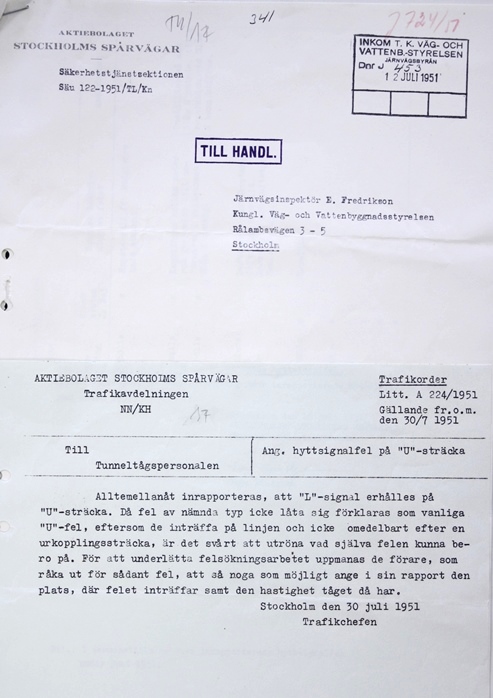 341
AKTIEBOLAGET
STOCKHOLMS SPÅRVÄGAR
Säkerhetstjänstsektionen
Säu 122-1951/TL/Kn
INKOM T. K. VÄG- OCH
VATTENB.-STYRELSEN
JÄRNVÄGSBYRÅN
Dnr J 453
12 JULI 1951
TILL HANDL.
Järnvägsinspektör E. Fredrikson
Kungl. Väg- och Vattenbyggnadsstyrelsen
Rålambsvägen 3 - 5
Stockholm
AKTIEBOLAGET STOCKHOLMS SPÅRVÄGAR
Trafikavdelningen
NN/KH
17
Trafikorder
Litt. A 224/1951
Gällande fr.o.m.
den 30/7 1951
Till
Tunneltågspersonalen
Ang. hyttsignalfel på "U"-sträcka
Alltemellanåt inrapporteras, att "L"-signal erhålles på
"U"-sträcka. Då fel av nämnda typ icke låta sig förklaras som vanliga
"U"-fel, eftersom de inträffa på linjen och icke omedelbart efter en
urkopplingssträcka, är det svårt att utröna vad själva felen kunna be-
ro på. För att underlätta felsökningsarbetet uppmanas de förare, som
råka ut för sådant fel, att så noga som möjligt ange i sin rapport den
plats, där felet inträffar samt den hastighet tåget då har.
Stockholm den 30 juli 1951
Trafikchefen